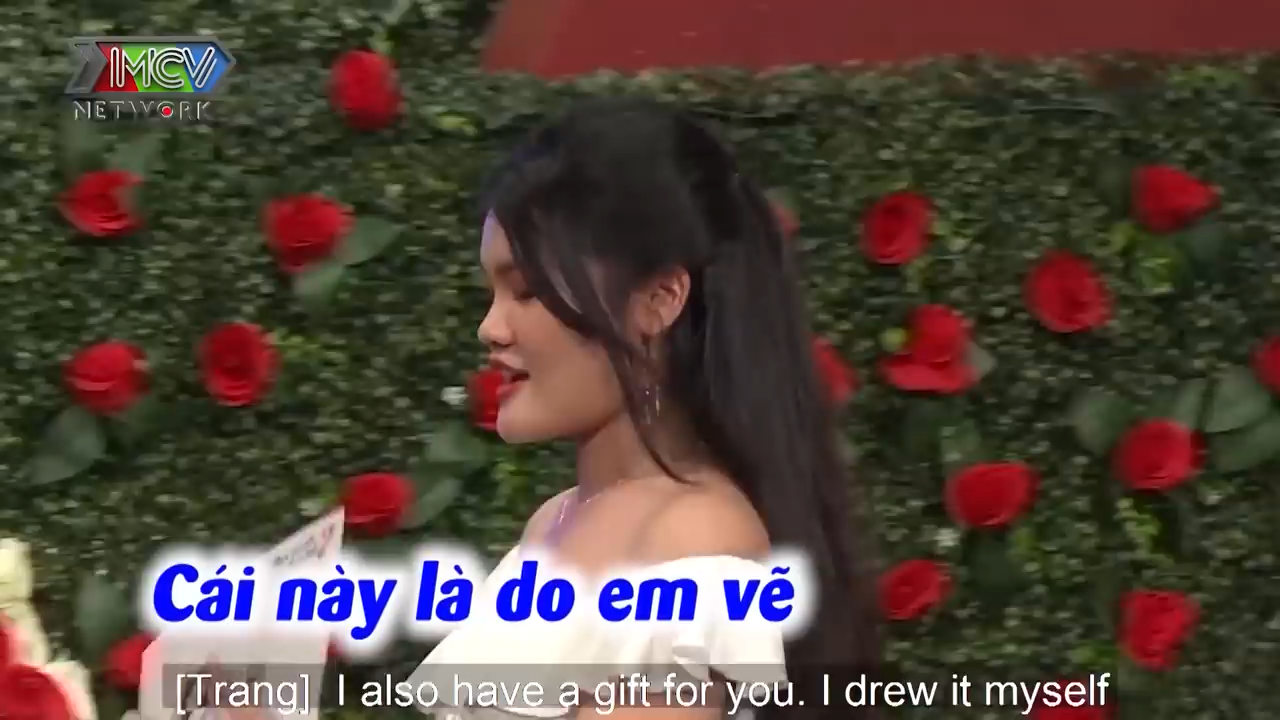 MCV
NETWORK
Cái này là do em vẽ
[Trang] I also have a gift for you. I drew it myself